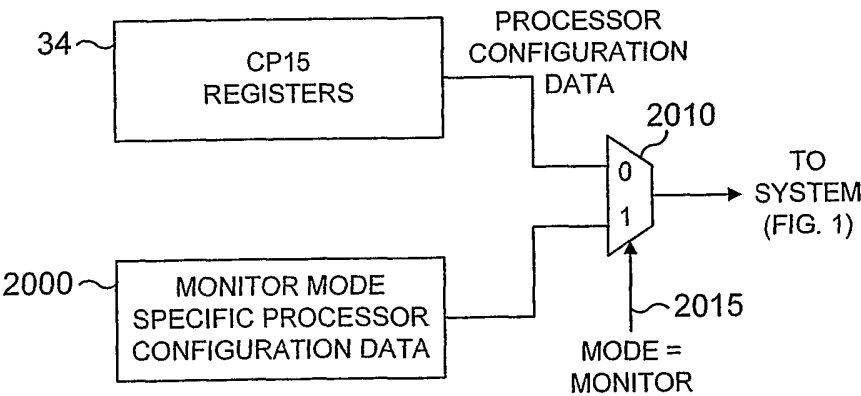 34
CP15
REGISTERS
PROCESSOR
CONFIGURATION
DATA
2010
0
1
TO
SYSTEM
(FIG. 1)
2000
MONITOR MODE
SPECIFIC PROCESSOR
CONFIGURATION DATA
2015
MODE =
MONITOR